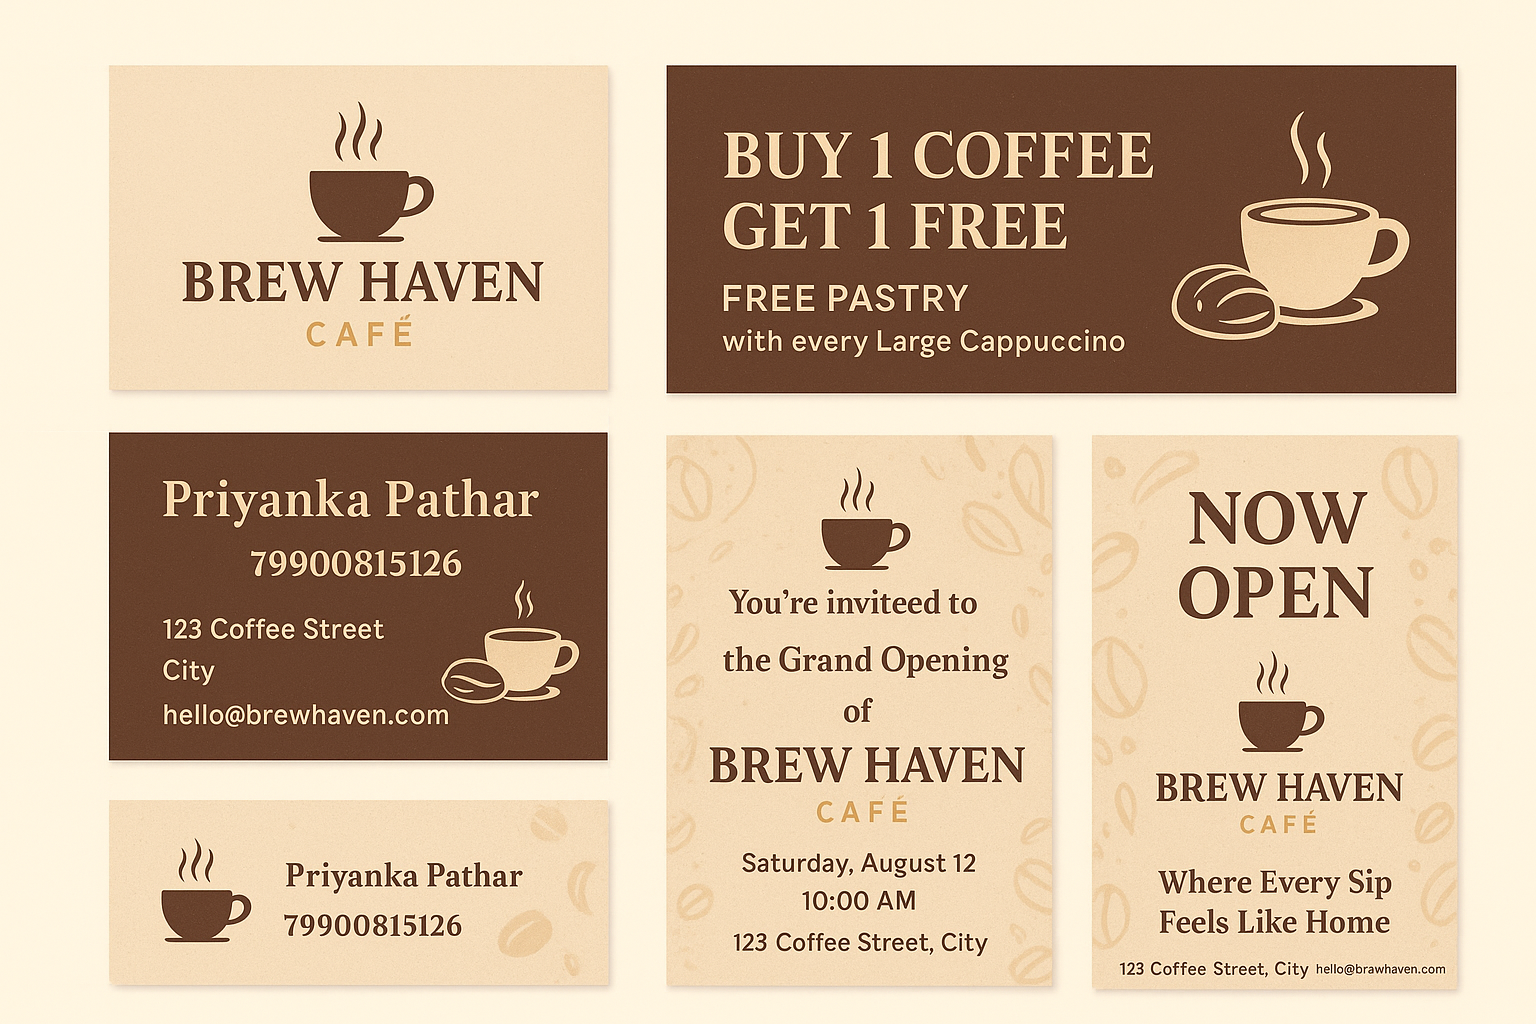 BREW HAVEN
CAFÉ
BUY 1 COFFEE
GET 1 FREE
FREE PASTRY
with every Large Cappuccino
Priyanka Pathar
79900815126
123 Coffee Street
City
hello@brewhaven.com
Priyanka Pathar
79900815126
You're inviteed to
the Grand Opening
of
BREW HAVEN
CAFÉ
Saturday, August 12
10:00 AM
123 Coffee Street, City
NOW
OPEN
BREW HAVEN
CAFÉ
Where Every Sip
Feels Like Home
123 Coffee Street, City hello@brawhaven.com